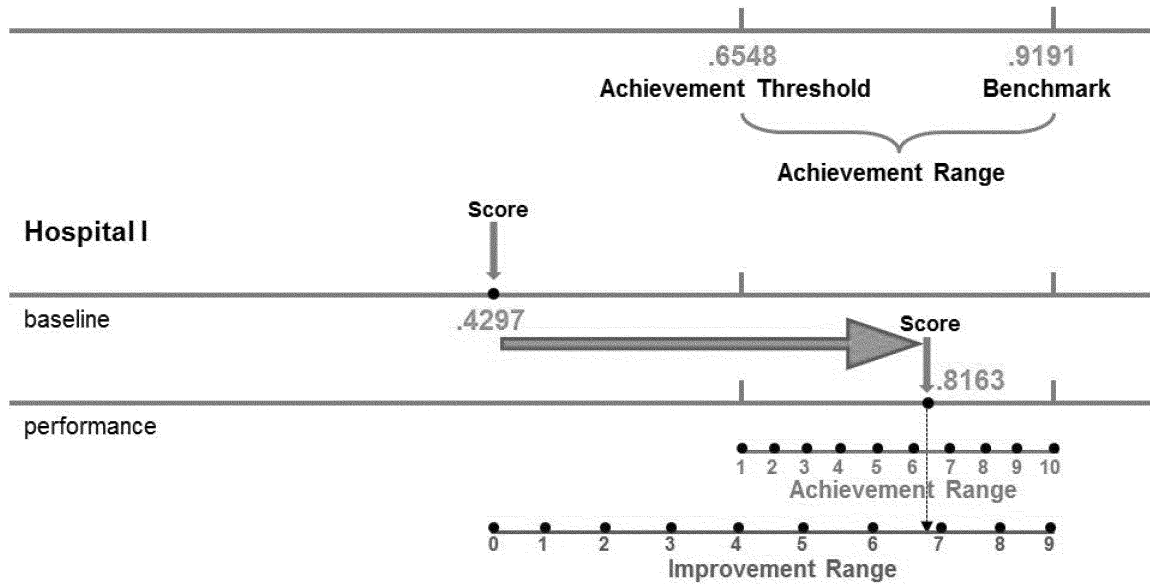 .6548 .9191
Achievement Threshold Benchmark
Achievement Range
Score
Hospital I
baseline
.4297
Score
.8163
performance
1 2 3 4 5 6 7 8 9 10
Achievement Range
0 1 2 3 4 5 6 7 8 9
Improvement Range